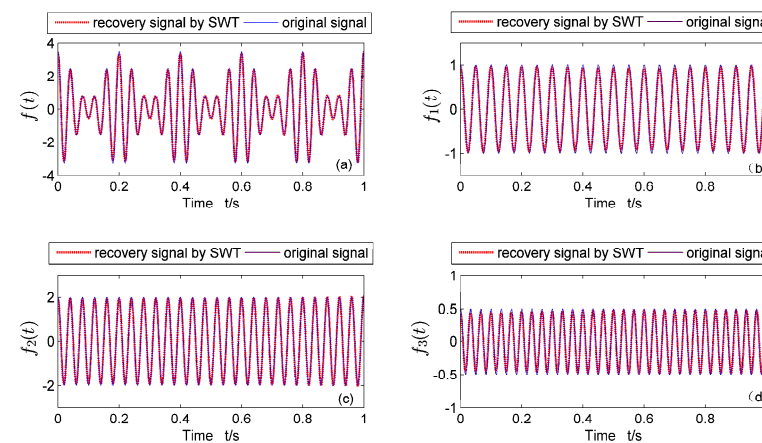 recovery signal by SWT original signal
4
2
0
-2
-4
f (t)
(a)
0 0.2 0.4 0.6 0.8 1
Time t/s
recovery signal by SWT original signa
1
0
-1
f1(t)
(b
0 0.2 0.4 0.6 0.8
Time t/s
recovery signal by SWT original signal
2
0
-2
f2(t)
(c)
0 0.2 0.4 0.6 0.8 1
Time t/s
recovery signal by SWT original signa
1
0.5
0
-0.5
-1
f3(t)
(d
0 0.2 0.4 0.6 0.8
Time t/s